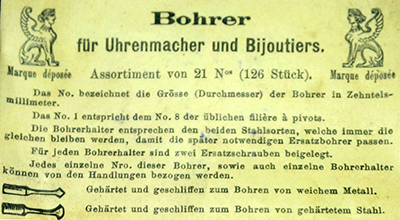 Bohrer
für Uhrenmacher und Bijoutiers.
Marque déposée
Assortiment von 21 Nos (126 Stück).
Marque déposée
Das No. bezeichnet die Grösse (Durchmesser) der Bohrer in Zehntels-
millimeter.
Das No. 1 entspricht dem No. 8 der üblichen filière à pivots.
Die Bohrerhalter entsprechen den beiden Stahlsorten, welche immer die
gleichen bleiben werden, damit die später notwendigen Ersatzbohrer passen.
Für jeden Bohrerhalter sind zwei Ersatzschrauben beigelegt.
Jedes einzelne Nro. dieser Bohrer, sowie auch einzelne Bohrerhalter
können von den Handlungen bezogen werden.
Gehärtet und geschliffen zum Bohren von weichem Metall.
Gehärtet und geschliffen zum Bohren von gehärtetem Stahl.